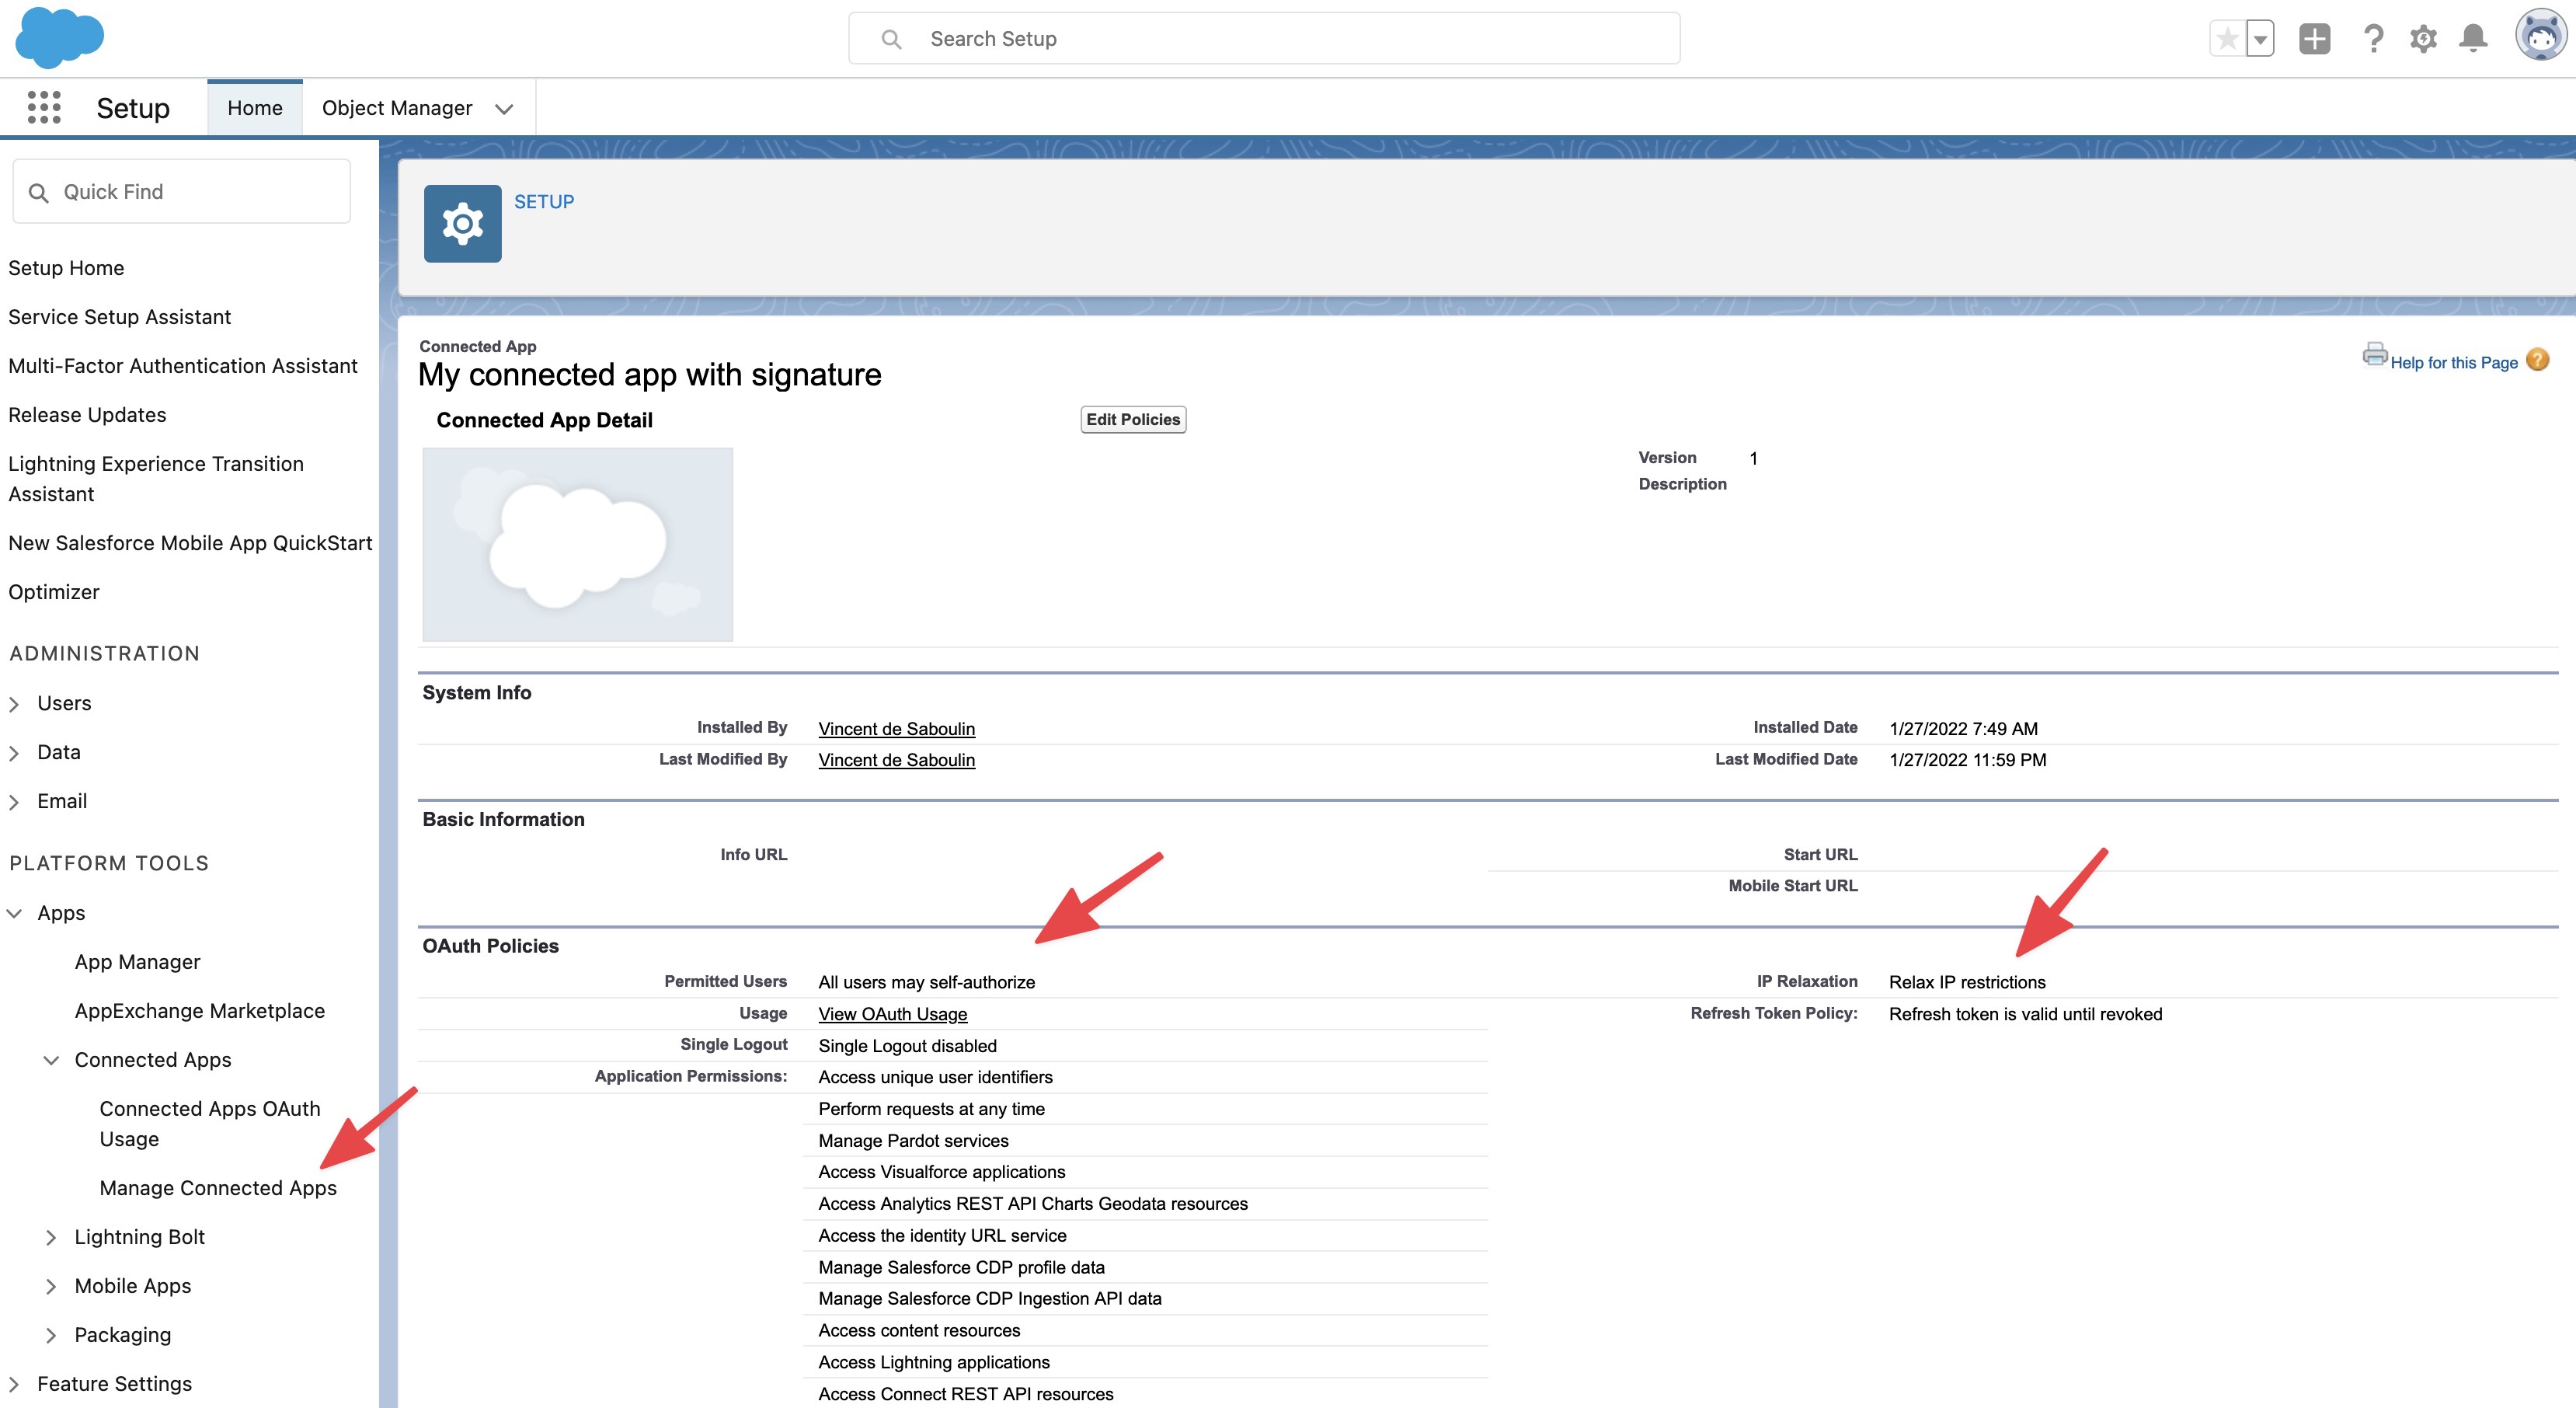 Search Setup
Setup
Home
Object Manager
Quick Find
Setup Home
Service Setup Assistant
Multi-Factor Authentication Assistant
Release Updates
Lightning Experience Transition
Assistant
New Salesforce Mobile App QuickStart
Optimizer
ADMINISTRATION
Users
Data
Email
PLATFORM TOOLS
Apps
App Manager
AppExchange Marketplace
Connected Apps
Connected Apps OAuth
Usage
Manage Connected Apps
Lightning Bolt
Mobile Apps
Packaging
Feature Settings
SETUP
Connected App
My connected app with signature
Help for this Page
Connected App Detail
Edit Policies
Version 1
Description
System Info
Installed By Vincent de Saboulin
Installed Date 1/27/2022 7:49 AM
Last Modified By Vincent de Saboulin
Last Modified Date 1/27/2022 11:59 PM
Basic Information
Info URL
Start URL
Mobile Start URL
OAuth Policies
Permitted Users All users may self-authorize
IP Relaxation Relax IP restrictions
Usage View OAuth Usage
Refresh Token Policy: Refresh token is valid until revoked
Single Logout Single Logout disabled
Application Permissions: Access unique user identifiers
Perform requests at any time
Manage Pardot services
Access Visualforce applications
Access Analytics REST API Charts Geodata resources
Access the identity URL service
Manage Salesforce CDP profile data
Manage Salesforce CDP Ingestion API data
Access content resources
Access Lightning applications
Access Connect REST API resources